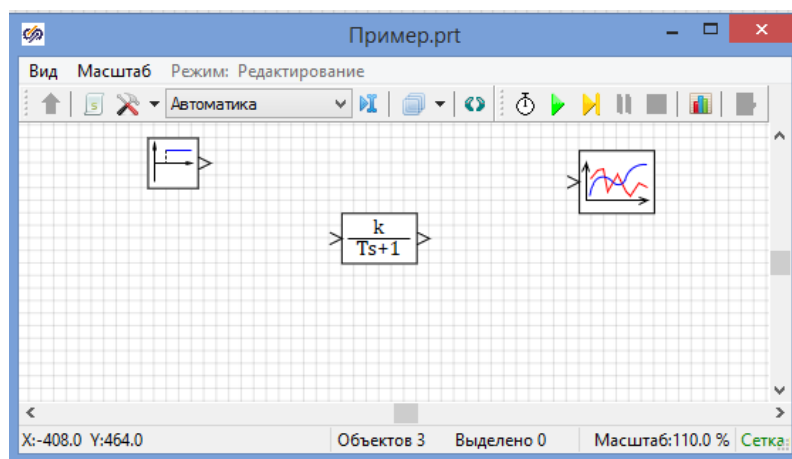 Пример.prt
Вид Масштаб Режим: Редактирование
Автоматика
k
Ts+1
X:-408.0 Y:464.0 Объектов 3 Выделено 0 Масштаб:110.0 % Сетка: